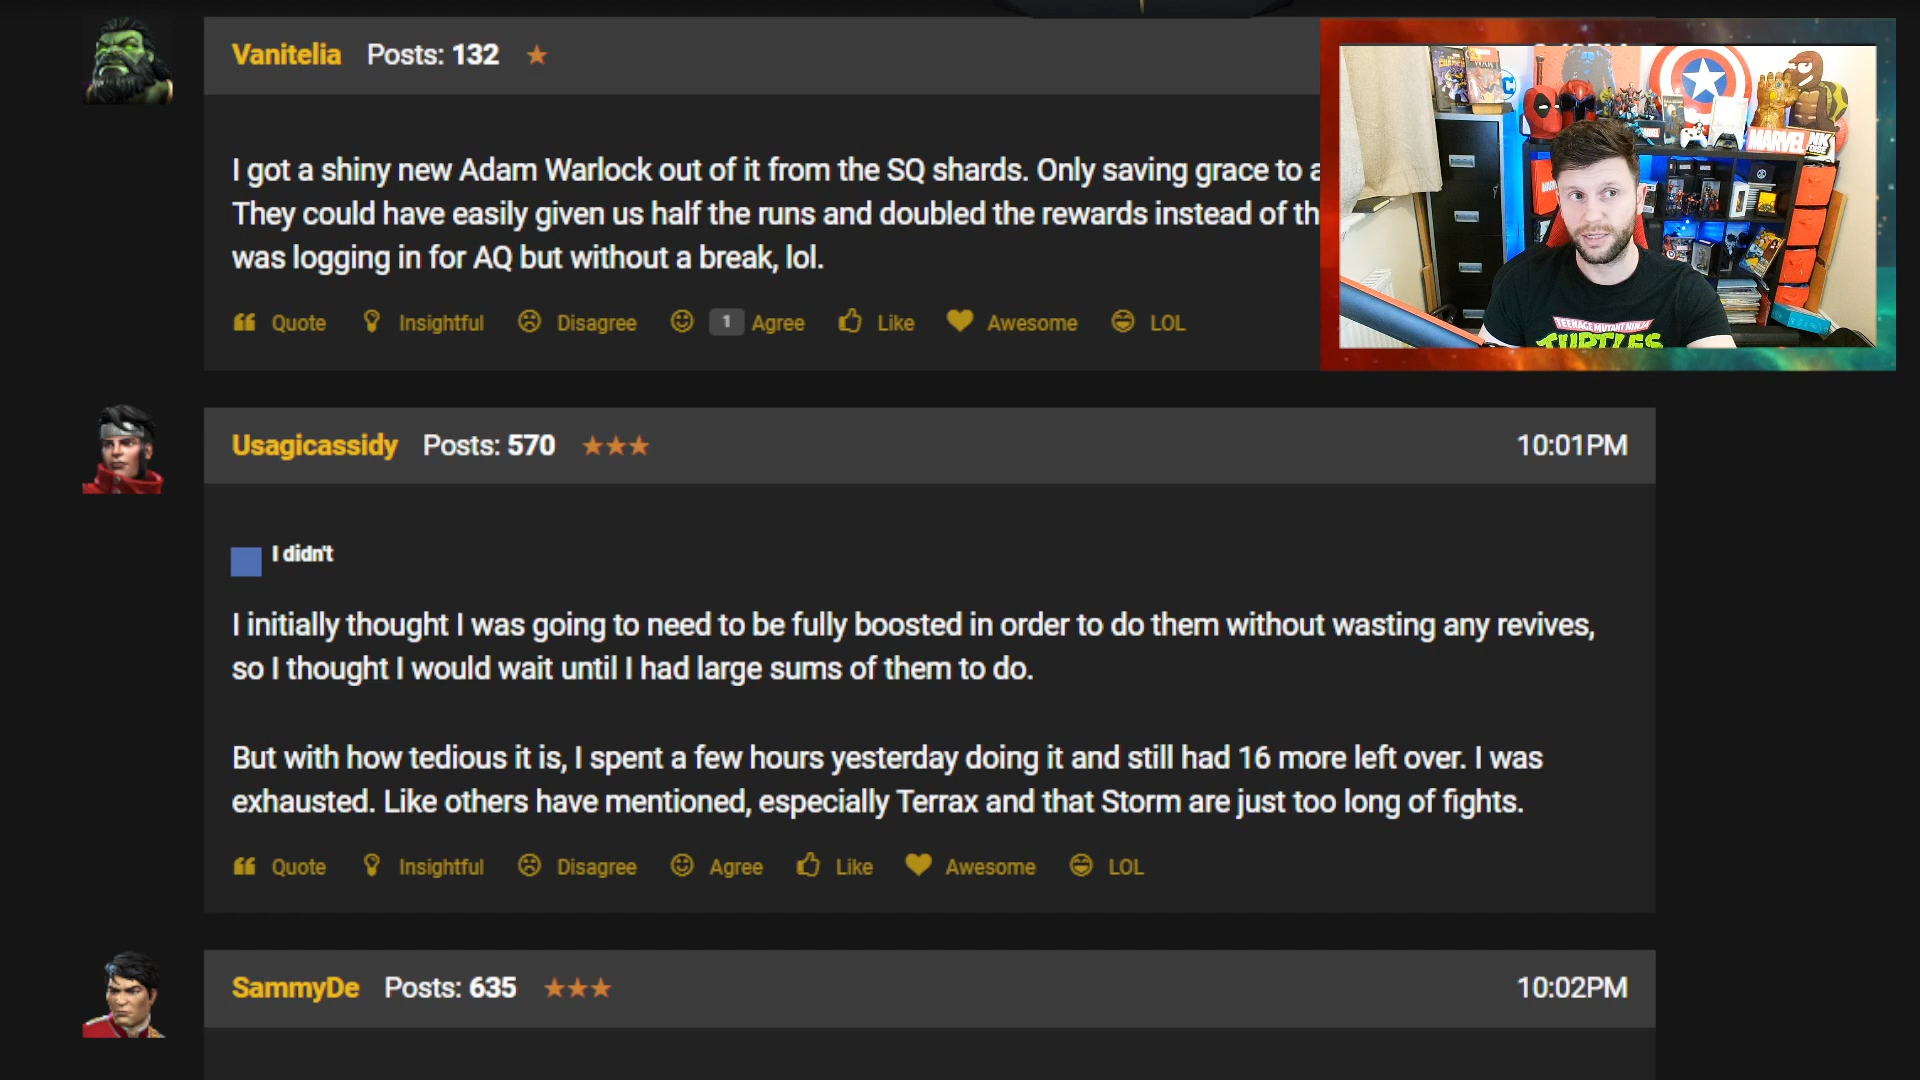 Vanitelia Posts: 132
I got a shiny new Adam Warlock out of it from the SQ shards. Only saving grace to
They could have easily given us half the runs and doubled the rewards instead of
was logging in for AQ but without a break, lol.
Quote Insightful Disagree 1 Agree Like Awesome LOL
MARVEL
TEENAGE MUTANT NINJA
TURTLES
Usagicassidy Posts: 570 10:01PM
I didn't
I initially thought I was going to need to be fully boosted in order to do them without wasting any revives,
so I thought I would wait until I had large sums of them to do.
But with how tedious it is, I spent a few hours yesterday doing it and still had 16 more left over. I was
exhausted. Like others have mentioned, especially Terrax and that Storm are just too long of fights.
Quote Insightful Disagree Agree Like Awesome LOL
SammyDe Posts: 635 10:02PM